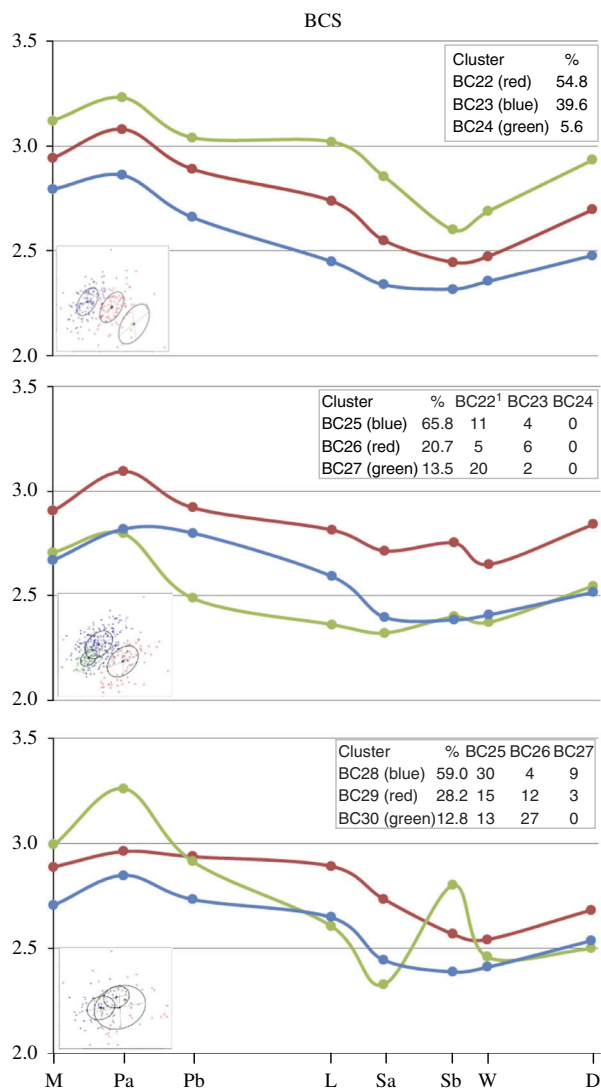 BCS
3.5
Cluster %
BC22 (red) 54.8
BC23 (blue) 39.6
BC24 (green) 5.6
3.0
2.5
2.0
3.5
Cluster % BC22¹ BC23 BC24
BC25 (blue) 65.8 11 4 0
BC26 (red) 20.7 5 6 0
BC27 (green) 13.5 20 2 0
3.0
2.5
2.0
3.5
Cluster % BC25 BC26 BC27
BC28 (blue) 59.0 30 4 9
BC29 (red) 28.2 15 12 3
BC30 (green) 12.8 13 27 0
3.0
2.5
2.0
M Pa Pb L Sa Sb W D